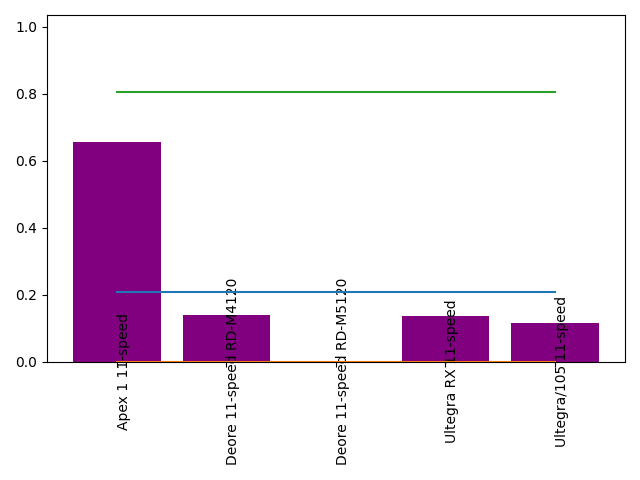 1.0
0.8
0.6
0.4
0.2
0.0
Apex 1 11-speed
Deore 11-speed RD-M4120
Deore 11-speed RD-M5120
Ultegra RX 11-speed
Ultegra/105 11-speed